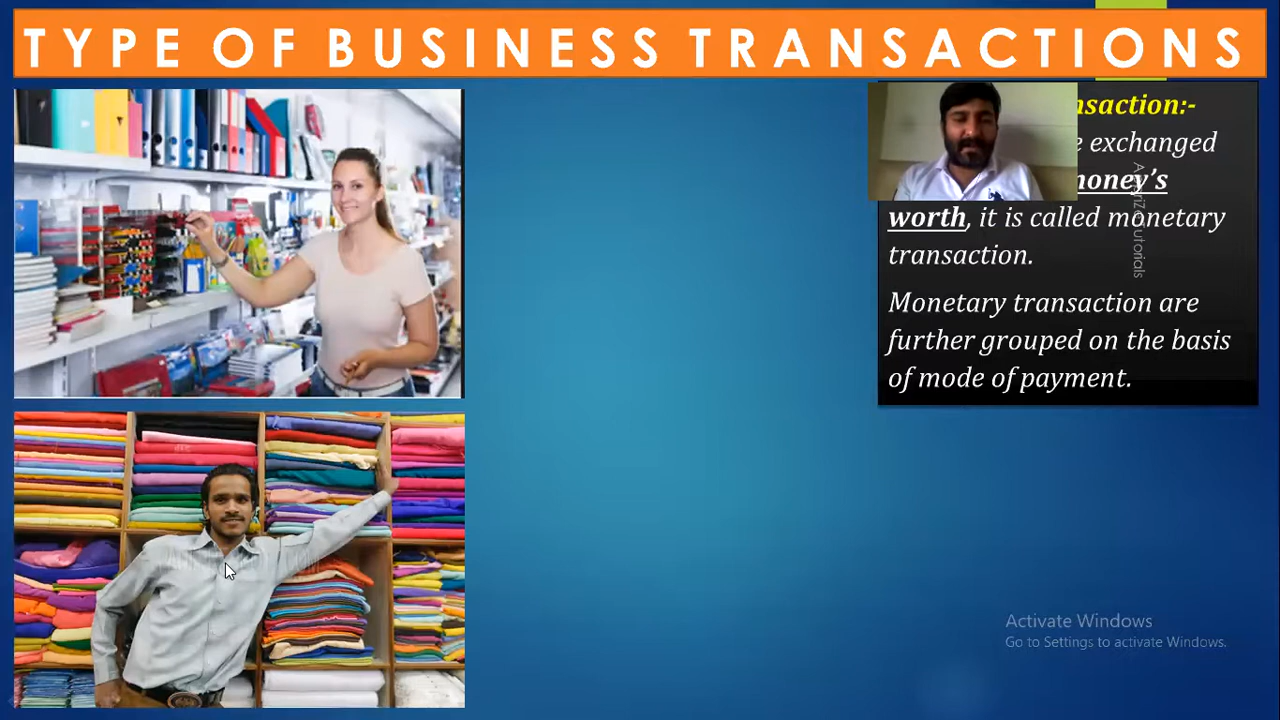 TYPE OF BUSINESS TRANSACTIONS
nsaction:-
e exchanged
noney's
worth, it is called monetary
transaction.
Monetary transaction are
further grouped on the basis
of mode of payment.
Activate Windows
Go to Settings to activate Windows.